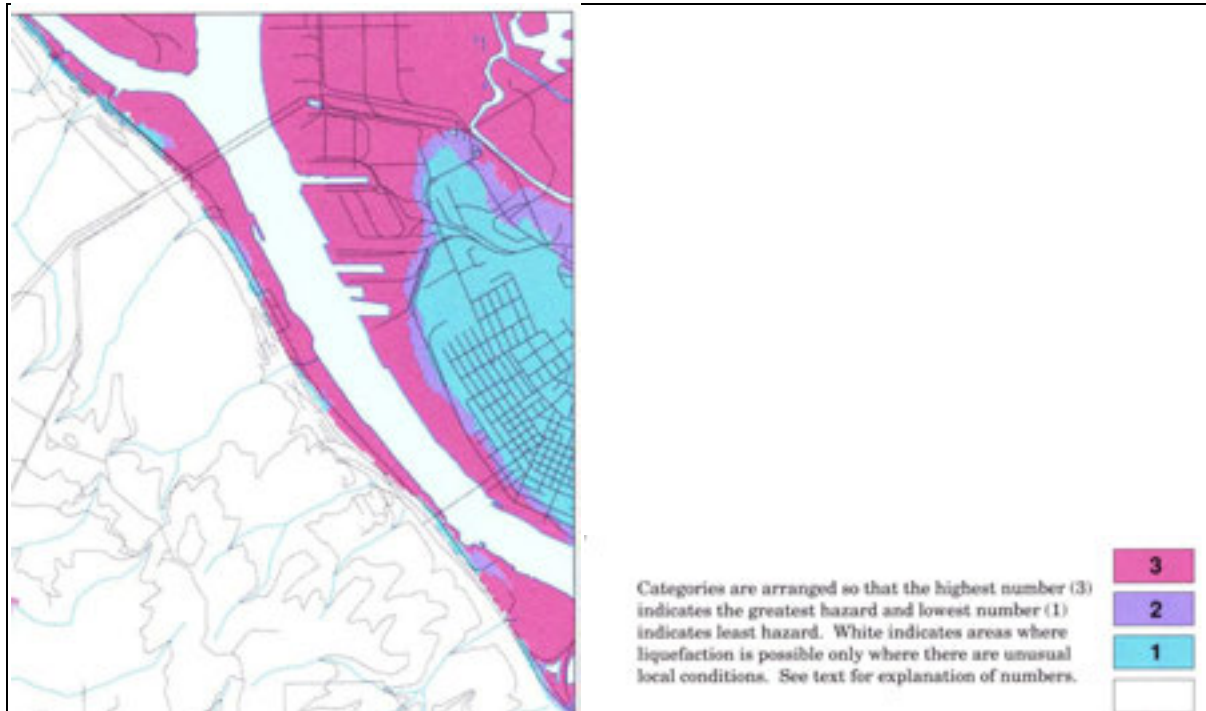 Categories are arranged so that the highest number (3)
indicates the greatest hazard and lowest number (1)
indicates least hazard. White indicates areas where
liquefaction is possible only where there are unusual
local conditions. See text for explanation of numbers.
3
2
1